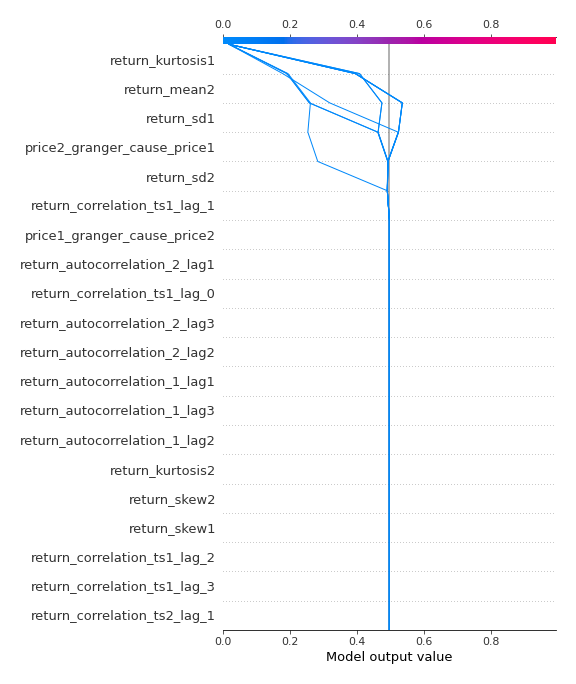 0.0 0.2 0.4 0.6 0.8
return_kurtosis1
return_mean2
return_sd1
price2_granger_cause_price1
return_sd2
return_correlation_ts1_lag_1
price1_granger_cause_price2
return_autocorrelation_2_lag1
return_correlation_ts1_lag_0
return_autocorrelation_2_lag3
return_autocorrelation_2_lag2
return_autocorrelation_1_lag1
return_autocorrelation_1_lag3
return_autocorrelation_1_lag2
return_kurtosis2
return_skew2
return_skew1
return_correlation_ts1_lag_2
return_correlation_ts1_lag_3
return_correlation_ts2_lag_1
0.0 0.2 0.4 0.6 0.8
Model output value